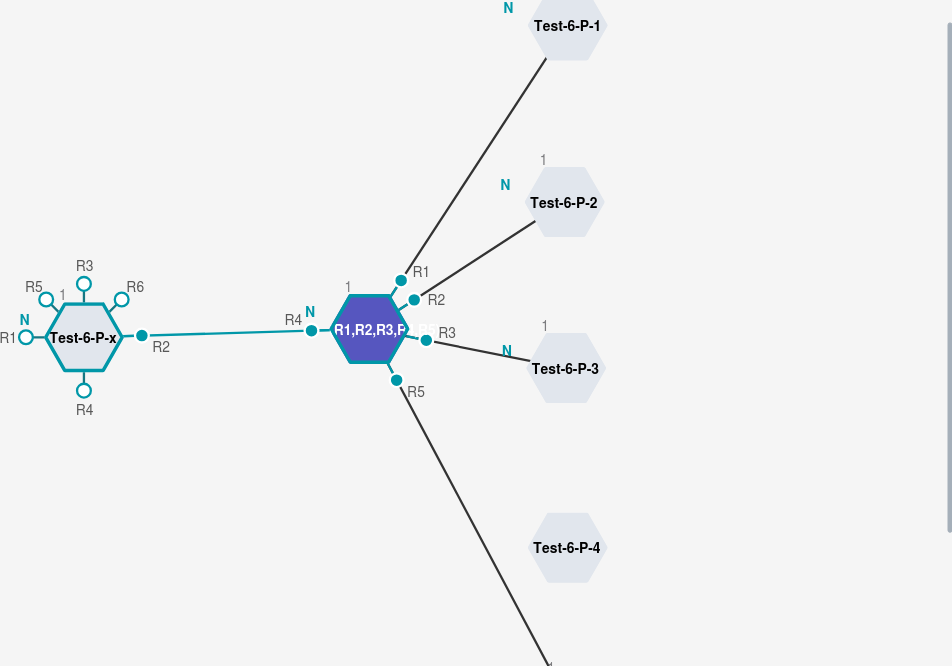 N
Test-6-P-1
1
N
Test-6-P-2
R3
R5
1
R6
N
R1
Test-6-P-x
R2
R4
R1
1
R2
N
R4
R1,R2,R3,P
R3
R5
1
N
Test-6-P-3
Test-6-P-4